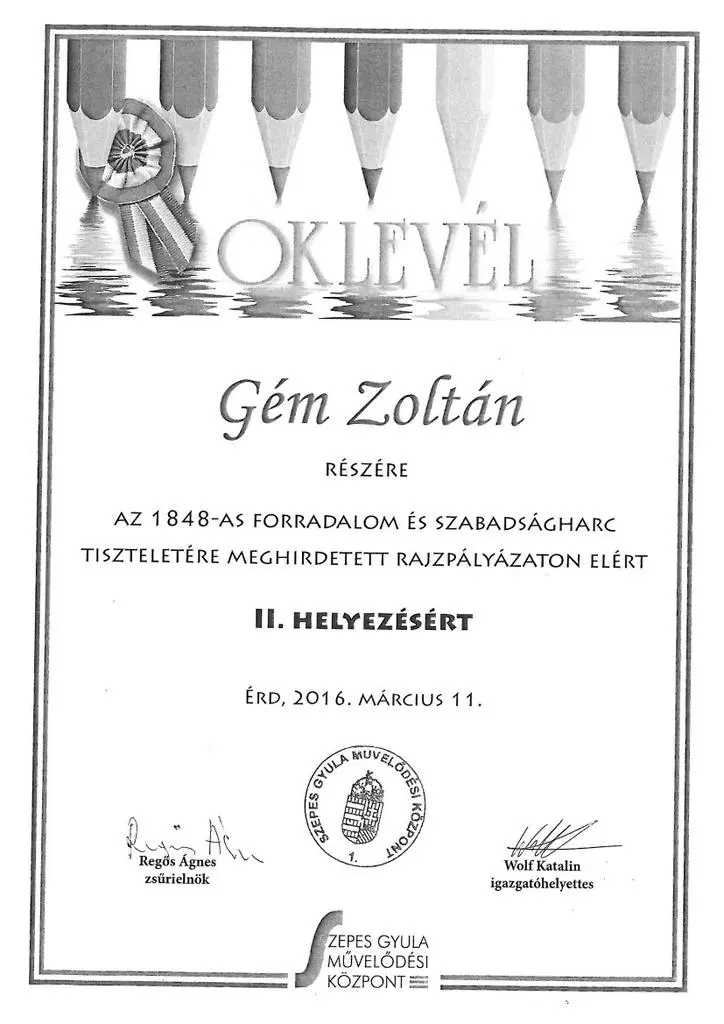 OKLEVÉL
Gém Zoltán
RÉSZÉRE
AZ 1848-AS FORRADALOM ÉS SZABADSÁGHARC
TISZTELETÉRE MEGHIRDETETT RAJZPÁLYÁZATON ELÉRT
II. HELYEZÉSÉRT
ÉRD, 2016. MÁRCIUS 11.
SZEPES GYULA MŰVELŐDÉSI KÖZPONT
1.
Regős Ágnes
Regős Ágnes
zsűrielnök
Wolf Katalin
igazgatóhelyettes
SZEPES GYULA
MŰVELŐDÉSI
KÖZPONT